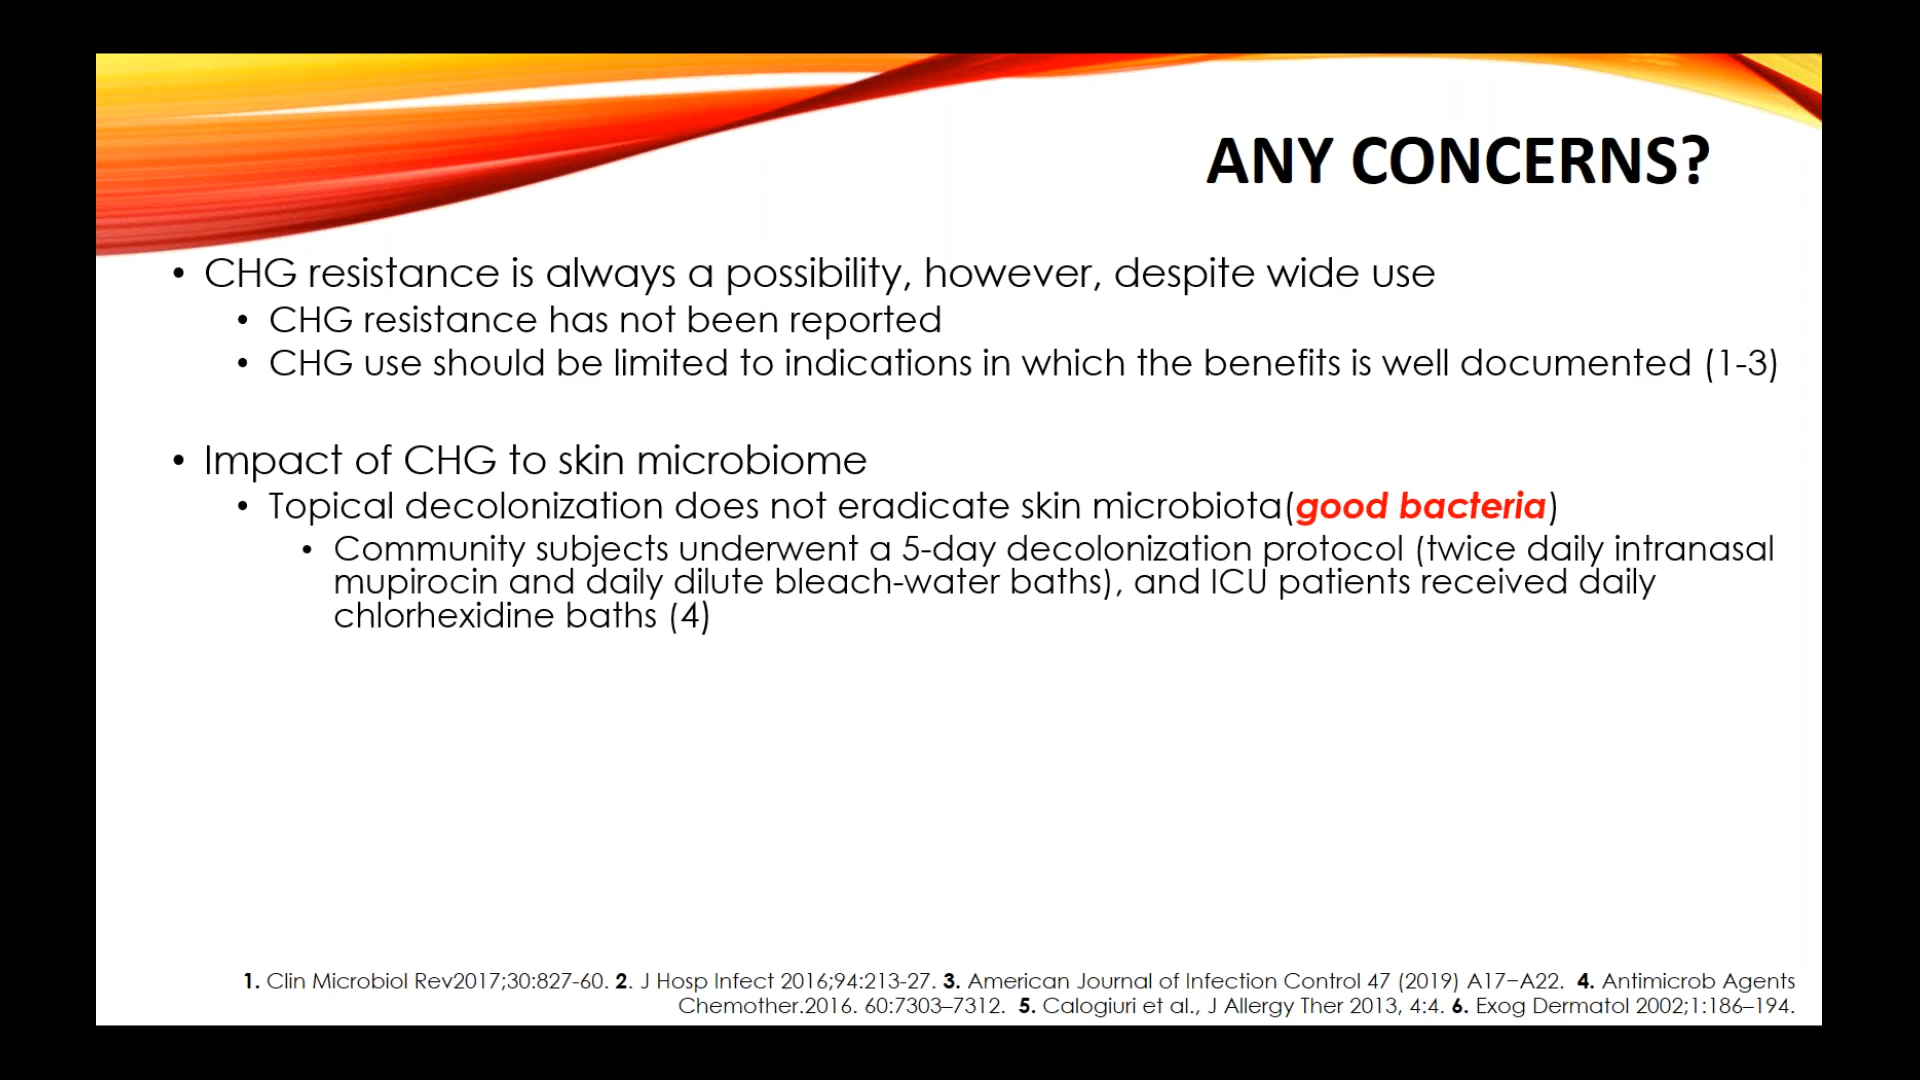 ANY CONCERNS?
• CHG resistance is always a possibility, however, despite wide use
• CHG resistance has not been reported
• CHG use should be limited to indications in which the benefits is well documented (1-3)
• Impact of CHG to skin microbiome
• Topical decolonization does not eradicate skin microbiota(good bacteria)
• Community subjects underwent a 5-day decolonization protocol (twice daily intranasal
mupirocin and daily dilute bleach-water baths), and ICU patients received daily
chlorhexidine baths (4)
1. Clin Microbiol Rev2017;30:827-60. 2. J Hosp Infect 2016;94:213-27. 3. American Journal of Infection Control 47 (2019) A17−A22. 4. Antimicrob Agents
Chemother.2016. 60:7303–7312. 5. Calogiuri et al., J Allergy Ther 2013, 4:4. 6. Exog Dermatol 2002;1:186–194.